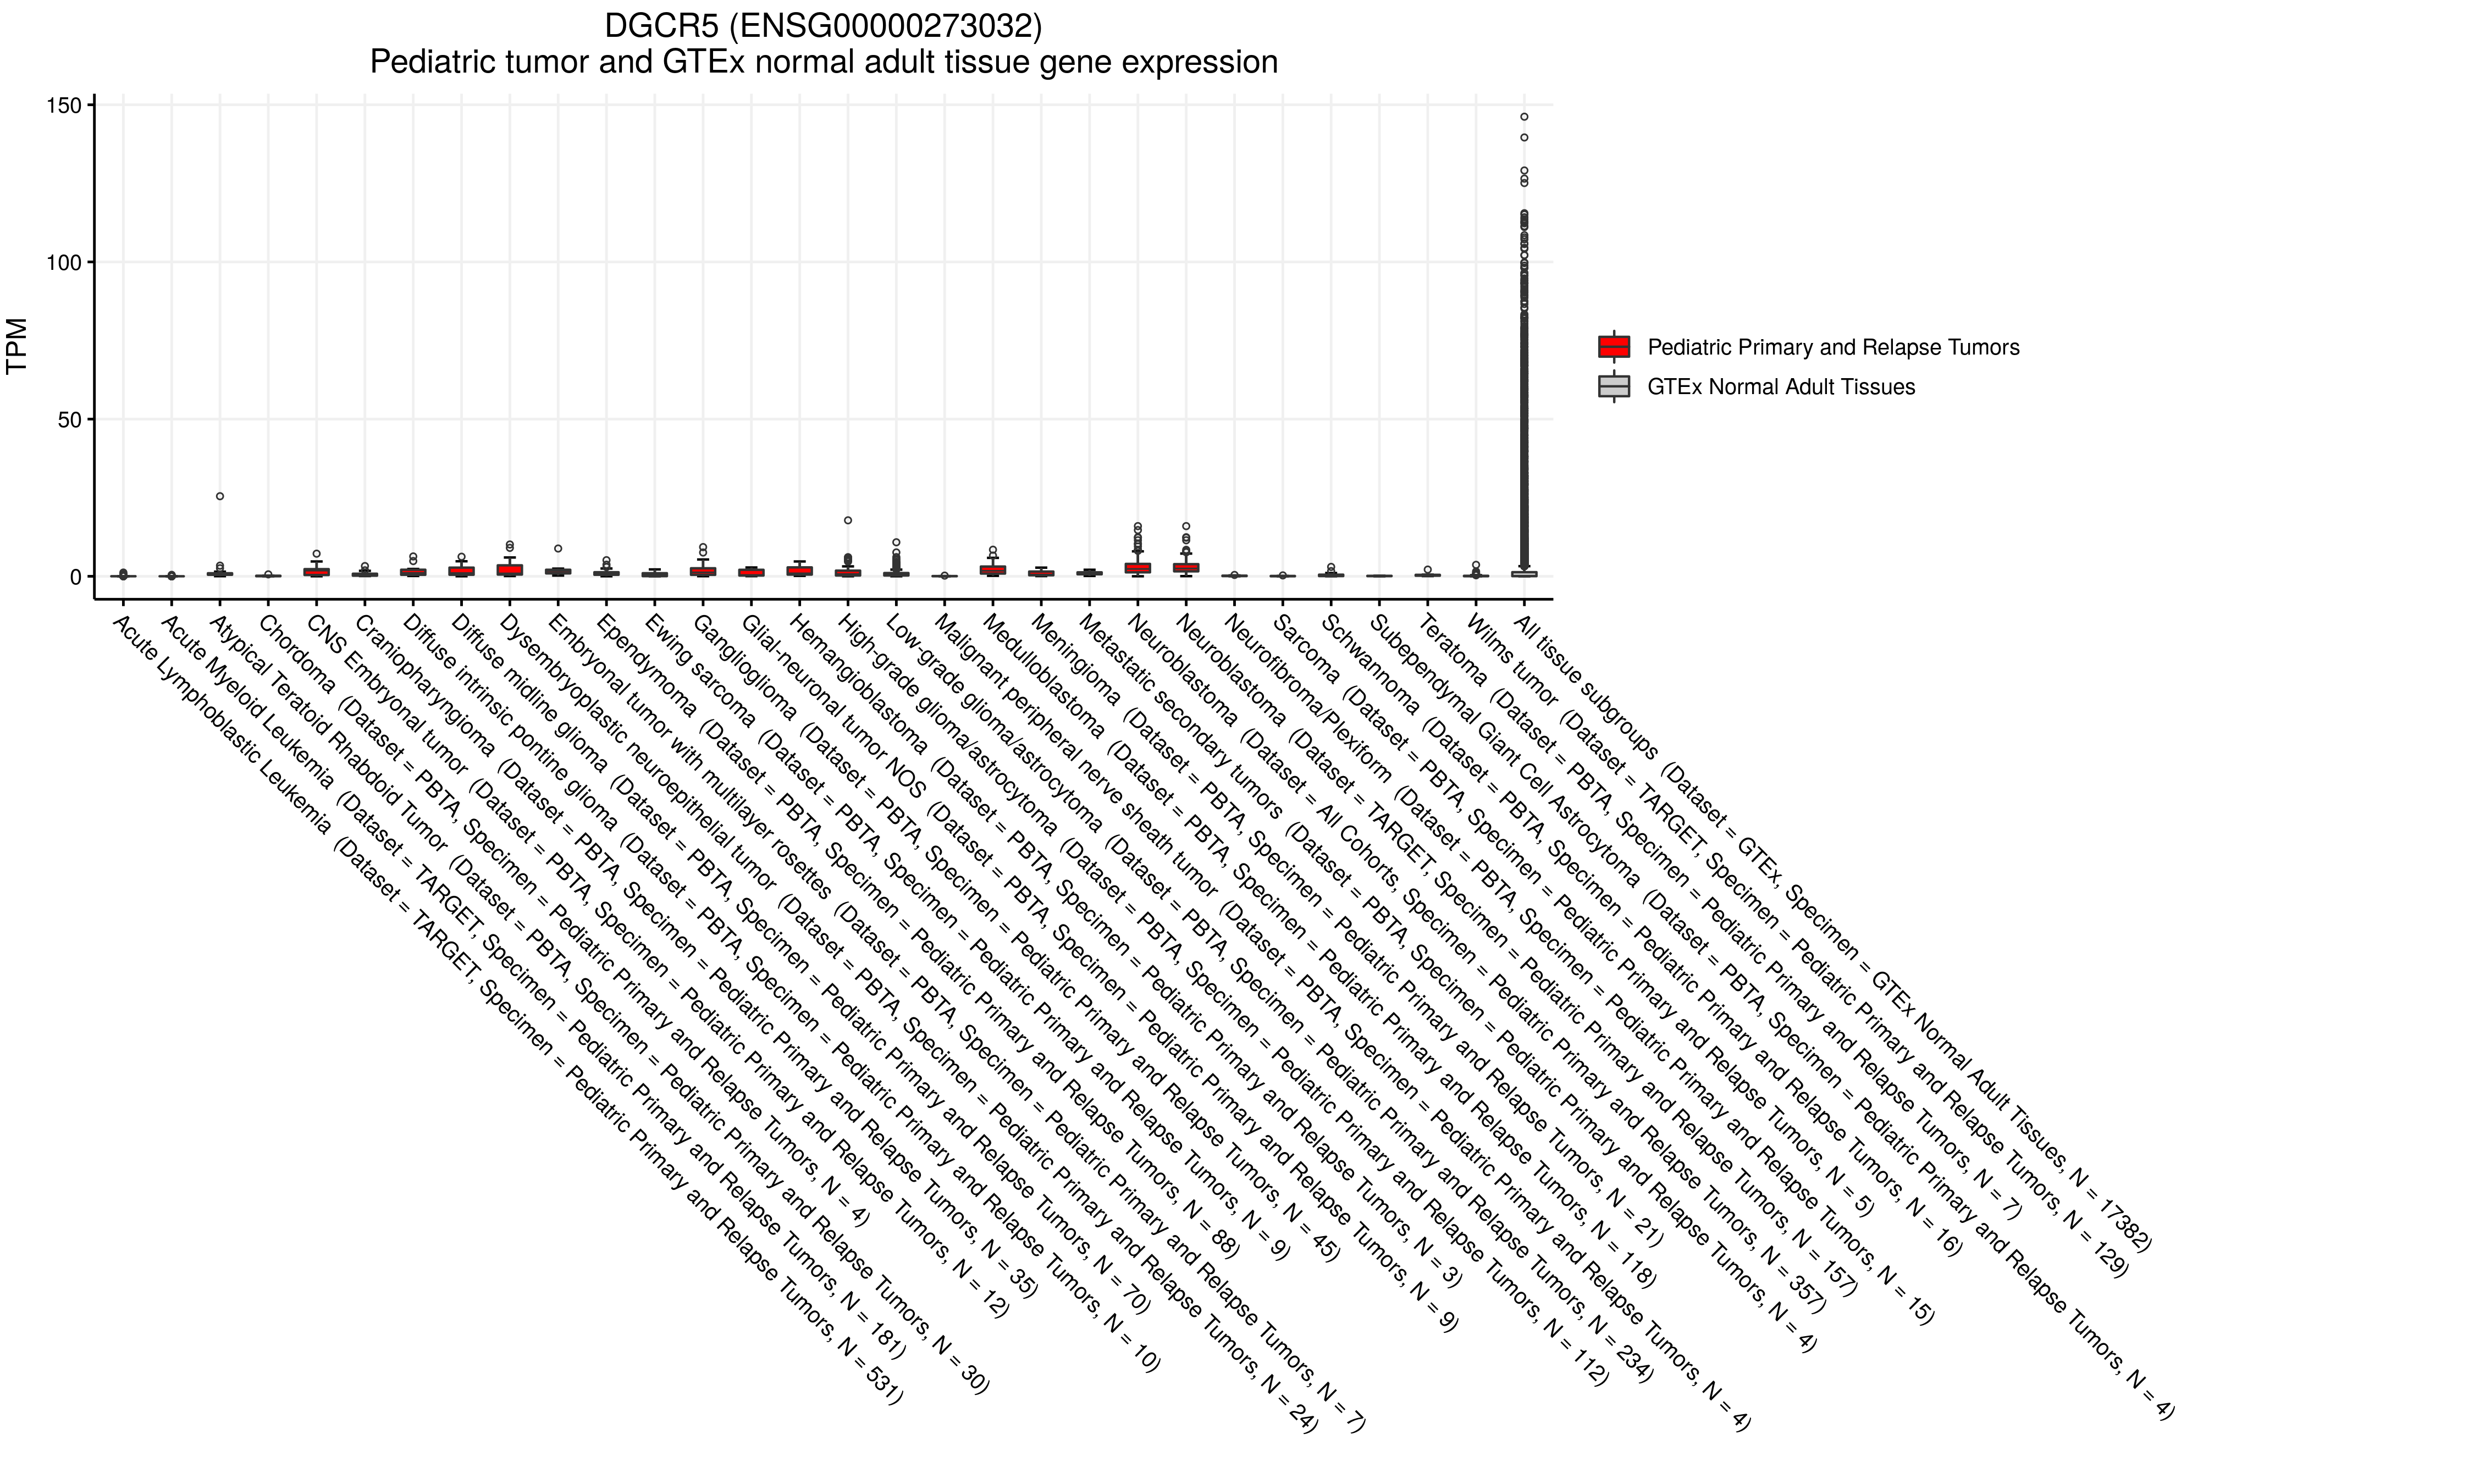 DGCR5 (ENSG00000273032)
Pediatric tumor and GTEx normal adult tissue gene expression
TPM
150
100
50
0
Pediatric Primary and Relapse Tumors
GTEx Normal Adult Tissues
Acute Lymphoblastic Leukemia (Dataset = TARGET, Specimen = Pediatric Primary and Relapse Tumors, N = 531)
Acute Myeloid Leukemia (Dataset = TARGET, Specimen = Pediatric Primary and Relapse Tumors, N = 181)
Atypical Teratoid Rhabdoid Tumor (Dataset = PBTA, Specimen = Pediatric Primary and Relapse Tumors, N = 30)
Chordoma (Dataset = PBTA, Specimen = Pediatric Primary and Relapse Tumors, N = 4)
CNS Embryonal tumor (Dataset = PBTA, Specimen = Pediatric Primary and Relapse Tumors, N = 12)
Craniopharyngioma (Dataset = PBTA, Specimen = Pediatric Primary and Relapse Tumors, N = 35)
Diffuse intrinsic pontine glioma (Dataset = PBTA, Specimen = Pediatric Primary and Relapse Tumors, N = 10)
Diffuse midline glioma (Dataset = PBTA, Specimen = Pediatric Primary and Relapse Tumors, N = 70)
Dysembryoplastic neuroepithelial tumor (Dataset = PBTA, Specimen = Pediatric Primary and Relapse Tumors, N = 24)
Embryonal tumor with multilayer rosettes (Dataset = PBTA, Specimen = Pediatric Primary and Relapse Tumors, N = 7)
Ependymoma (Dataset = PBTA, Specimen = Pediatric Primary and Relapse Tumors, N = 88)
Ewing sarcoma (Dataset = PBTA, Specimen = Pediatric Primary and Relapse Tumors, N = 9)
Ganglioglioma (Dataset = PBTA, Specimen = Pediatric Primary and Relapse Tumors, N = 45)
Glial-neuronal tumor NOS (Dataset = PBTA, Specimen = Pediatric Primary and Relapse Tumors, N = 9)
Hemangioblastoma (Dataset = PBTA, Specimen = Pediatric Primary and Relapse Tumors, N = 3)
High-grade glioma/astrocytoma (Dataset = PBTA, Specimen = Pediatric Primary and Relapse Tumors, N = 112)
Low-grade glioma/astrocytoma (Dataset = PBTA, Specimen = Pediatric Primary and Relapse Tumors, N = 234)
Malignant peripheral nerve sheath tumor (Dataset = PBTA, Specimen = Pediatric Primary and Relapse Tumors, N = 4)
Medulloblastoma (Dataset = PBTA, Specimen = Pediatric Primary and Relapse Tumors, N = 118)
Meningioma (Dataset = PBTA, Specimen = Pediatric Primary and Relapse Tumors, N = 21)
Metastatic secondary tumors (Dataset = PBTA, Specimen = Pediatric Primary and Relapse Tumors, N = 4)
Neuroblastoma (Dataset = All Cohorts, Specimen = Pediatric Primary and Relapse Tumors, N = 357)
Neuroblastoma (Dataset = TARGET, Specimen = Pediatric Primary and Relapse Tumors, N = 157)
Neurofibroma/Plexiform (Dataset = PBTA, Specimen = Pediatric Primary and Relapse Tumors, N = 15)
Sarcoma (Dataset = PBTA, Specimen = Pediatric Primary and Relapse Tumors, N = 5)
Schwannoma (Dataset = PBTA, Specimen = Pediatric Primary and Relapse Tumors, N = 16)
Subependymal Giant Cell Astrocytoma (Dataset = PBTA, Specimen = Pediatric Primary and Relapse Tumors, N = 4)
Teratoma (Dataset = PBTA, Specimen = Pediatric Primary and Relapse Tumors, N = 7)
Wilms tumor (Dataset = TARGET, Specimen = Pediatric Primary and Relapse Tumors, N = 129)
All tissue subgroups (Dataset = GTEx, Specimen = GTEx Normal Adult Tissues, N = 17382)